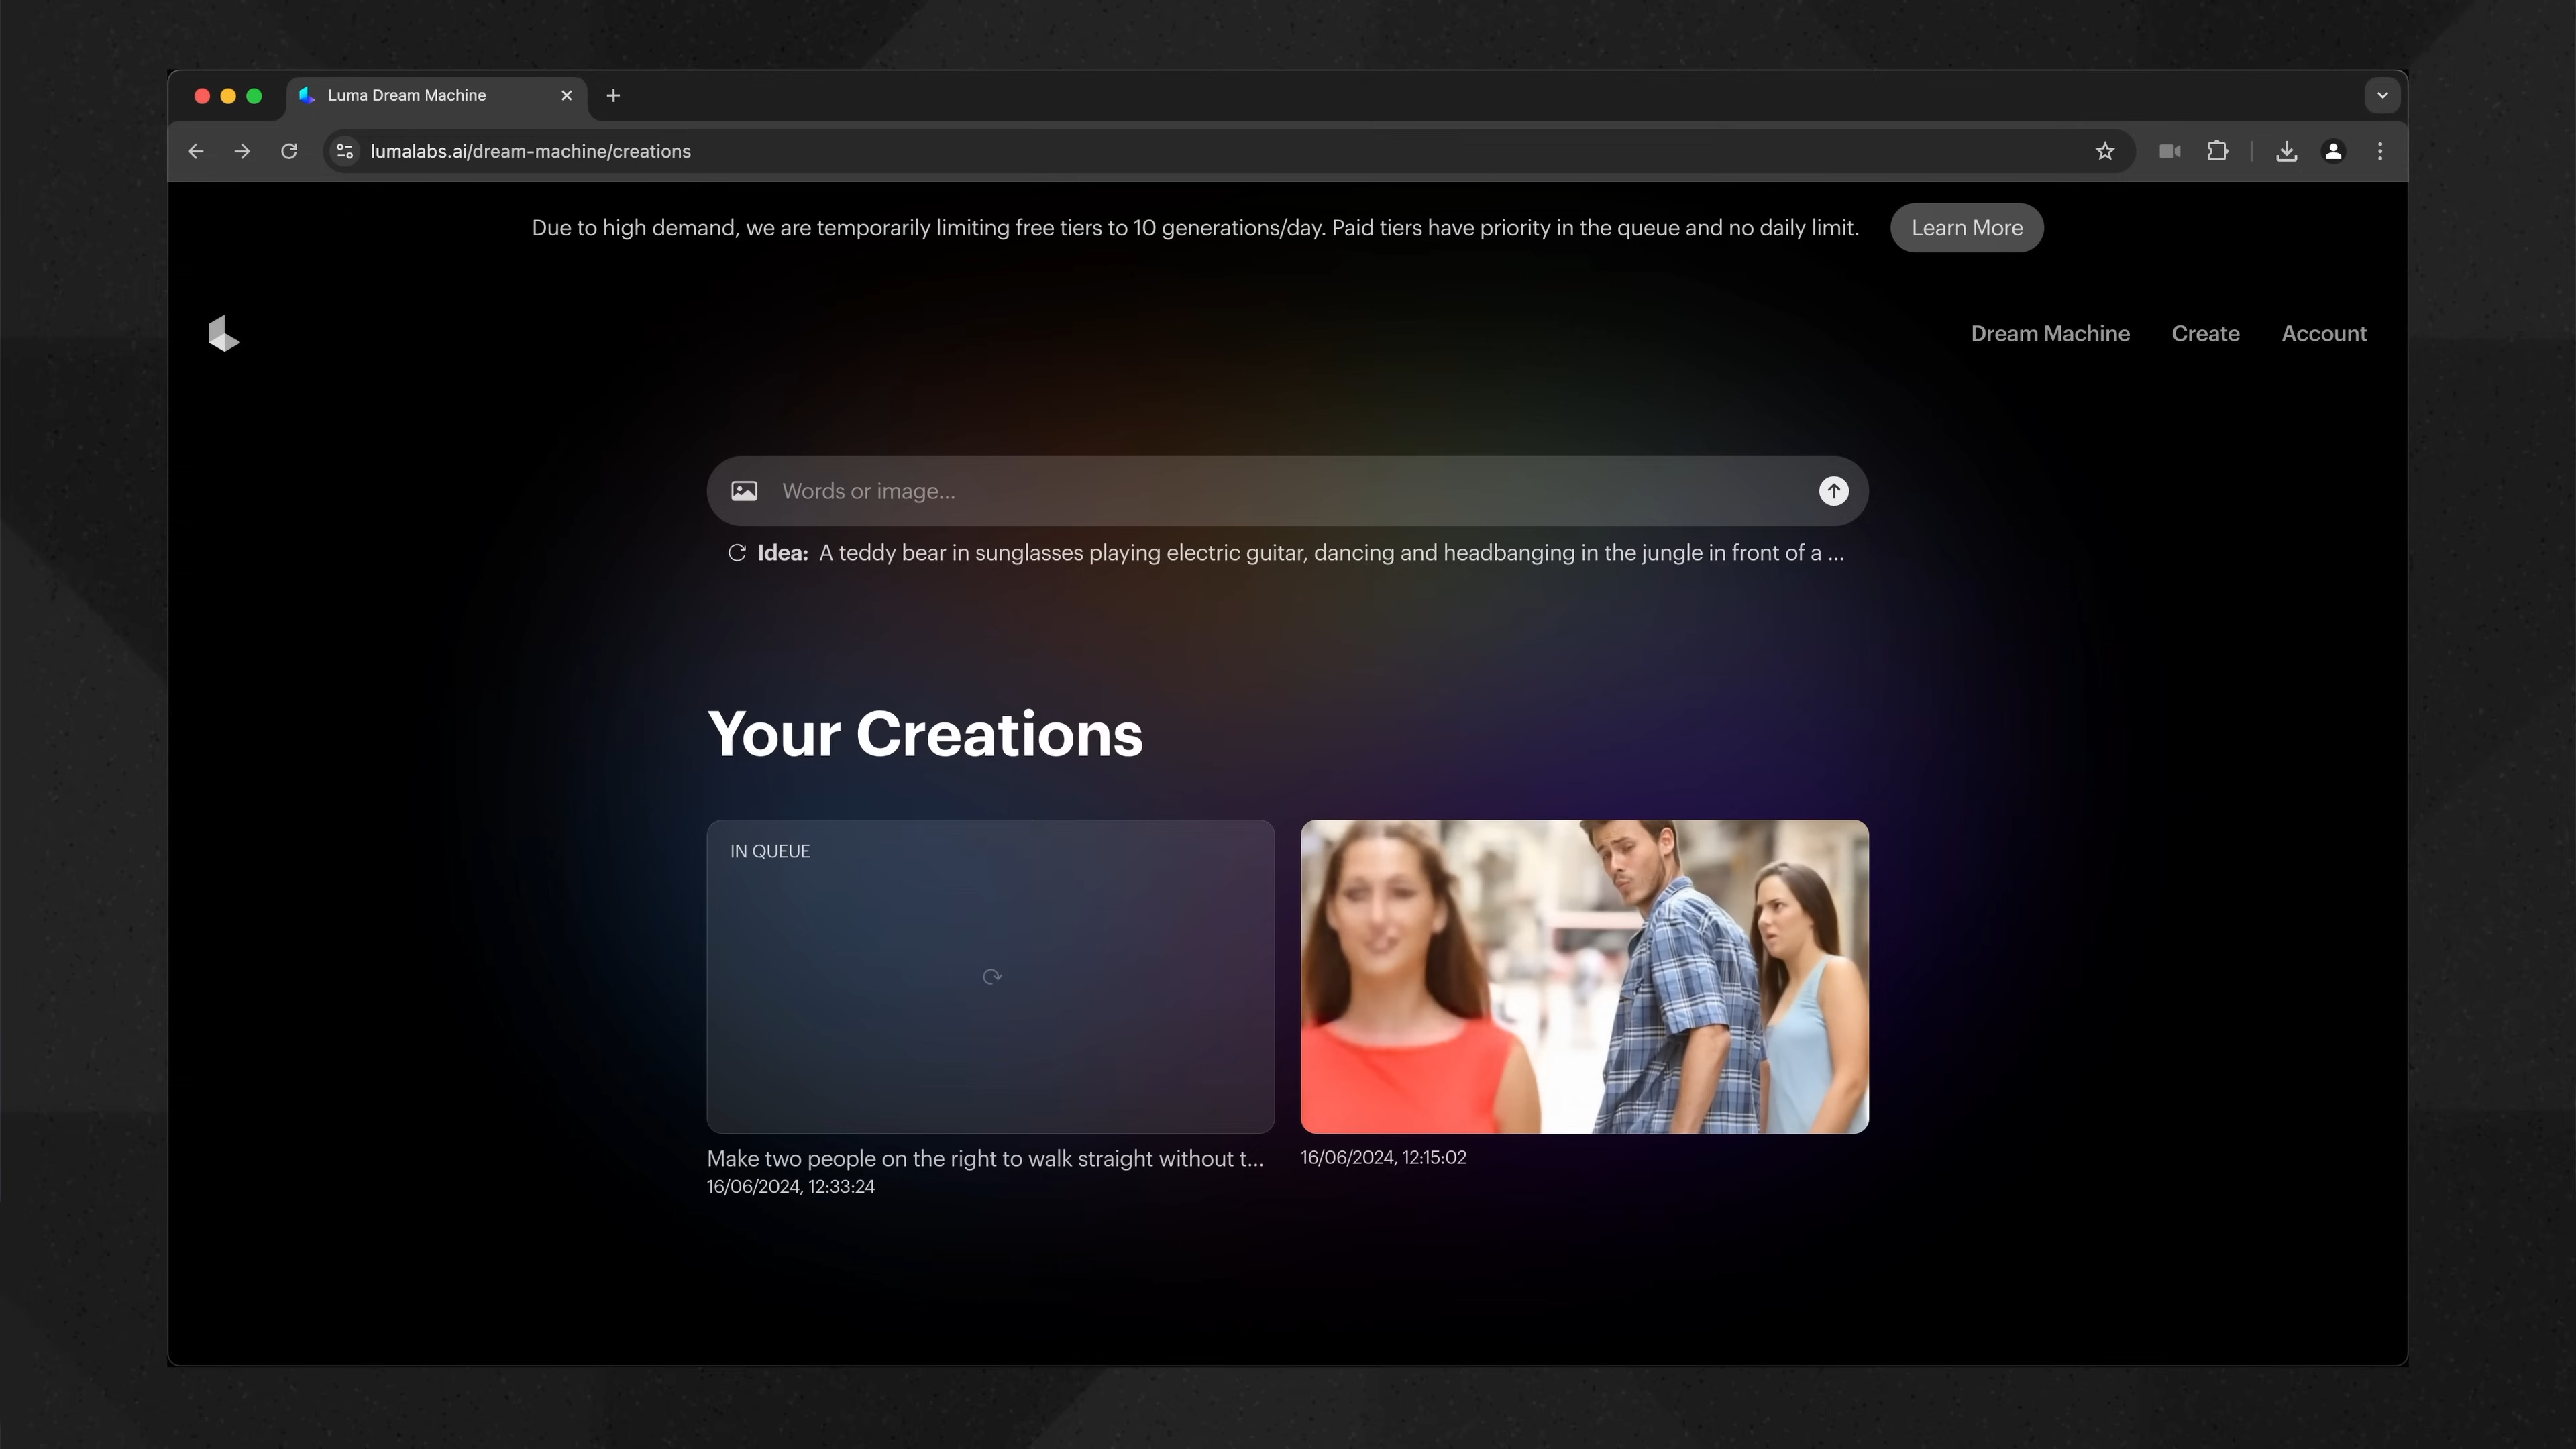 Luma Dream Machine
lumalabs.ai/dream-machine/creations
Due to high demand, we are temporarily limiting free tiers to 10 generations/day. Paid tiers have priority in the queue and no daily limit.
Learn More
Dream Machine
Create
Account
Words or image...
Idea: A teddy bear in sunglasses playing electric guitar, dancing and headbanging in the jungle in front of a ...
Your Creations
IN QUEUE
Make two people on the right to walk straight without t...
16/06/2024, 12:33:24
16/06/2024, 12:15:02